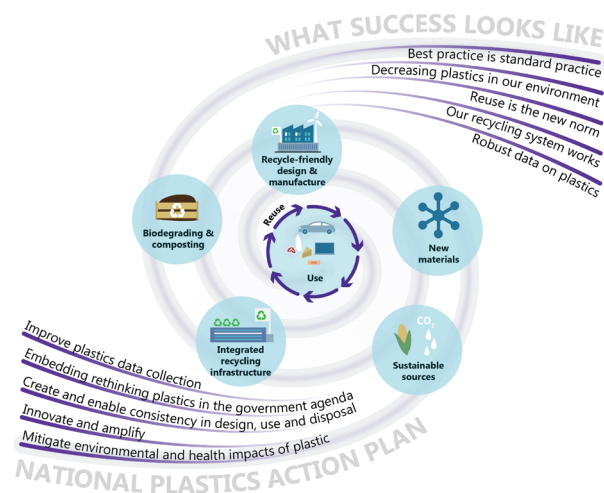 WHAT SUCCESS LOOKS LIKE
Best practice is standard practice
Decreasing plastics in our environment
Reuse is the new norm
Our recycling system works
Robust data on plastics
Recycle-friendly
design &
manufacture
Biodegrading &
composting
Reuse
Use
New
materials
Integrated
recycling
infrastructure
CO2
Sustainable
sources
Improve plastics data collection
Embedding rethinking plastics in the government agenda
Create and enable consistency in design, use and disposal
Innovate and amplify
Mitigate environmental and health impacts of plastic
NATIONAL PLASTICS ACTION PLAN